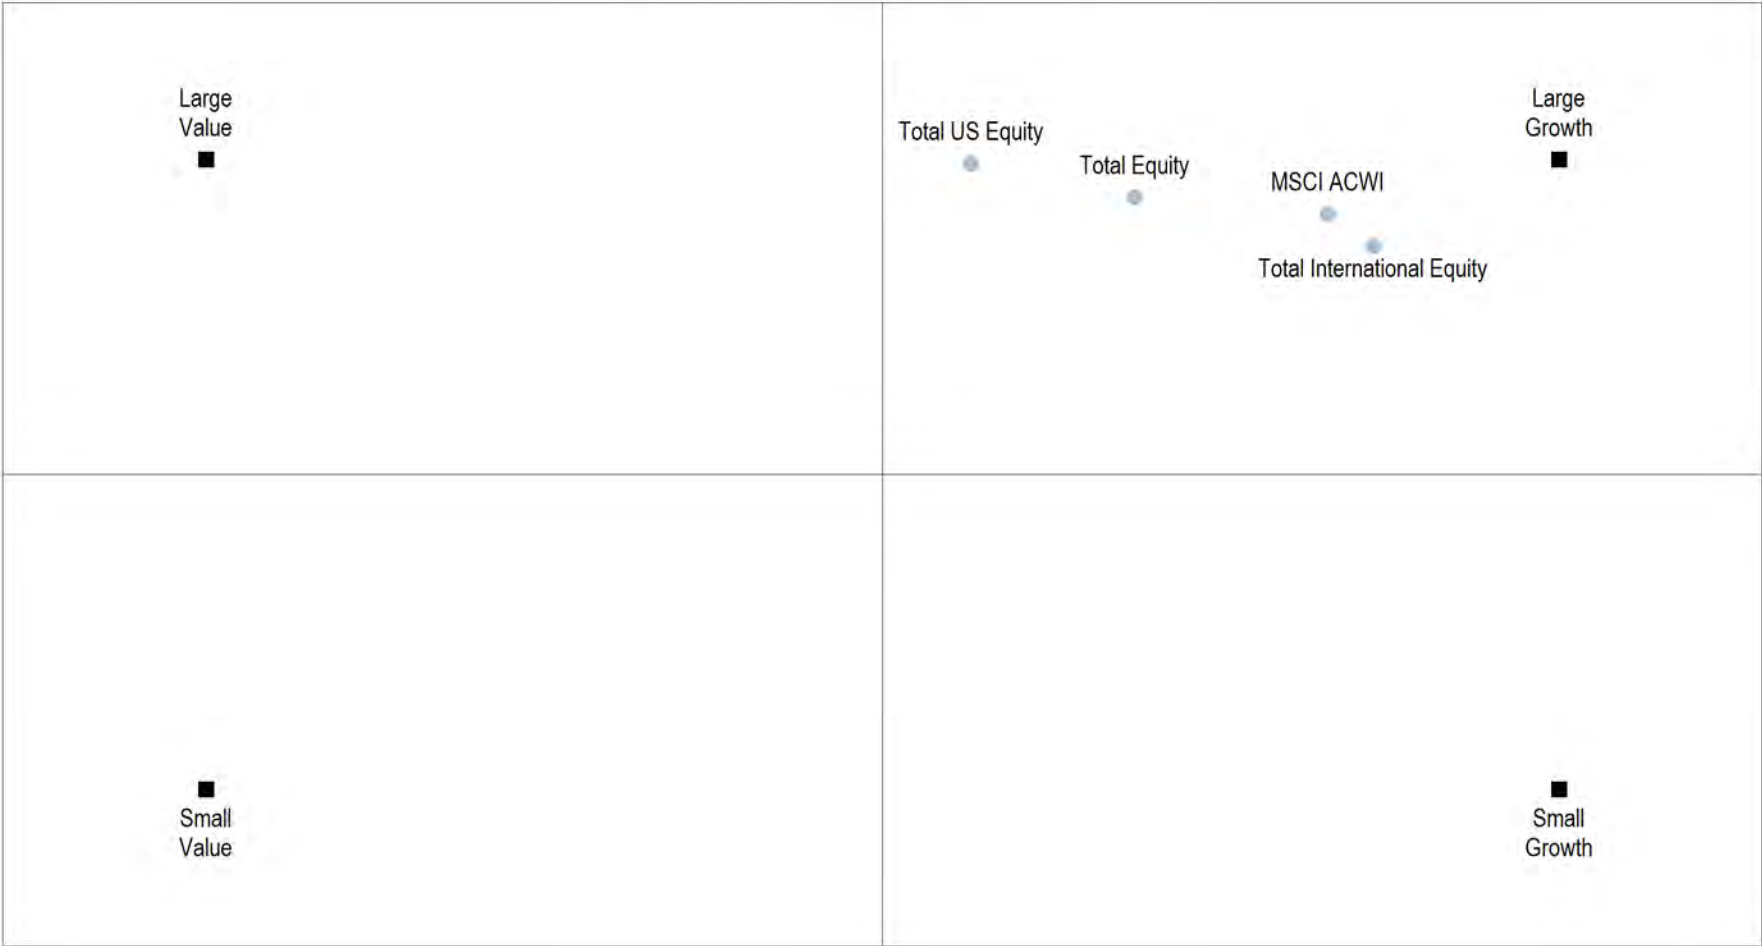 Large
Value
Total US Equity
Total Equity
MSCI ACWI
Total International Equity
Large
Growth
Small
Value
Small
Growth